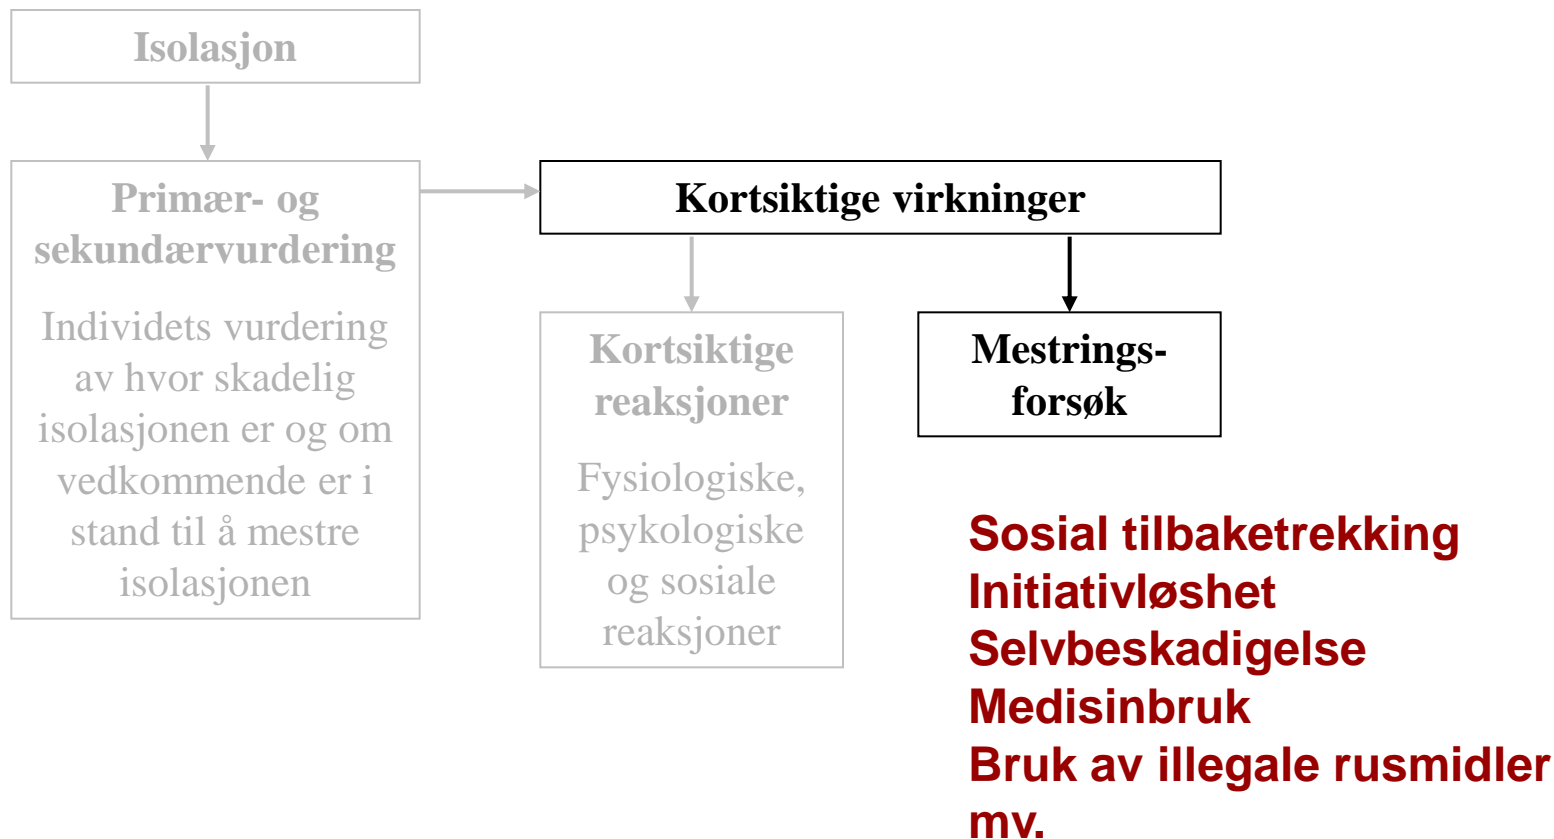 Isolasjon
Primær- og
sekundærvurdering
Individets vurdering
av hvor skadelig
isolasjonen er og om
vedkommende er i
stand til å mestre
isolasjonen
Kortsiktige virkninger
Kortsiktige
reaksjoner
Fysiologiske,
psykologiske
og sosiale
reaksjoner
Mestrings-
forsøk
Sosial tilbaketrekking
Initiativløshet
Selvbeskadigelse
Medisinbruk
Bruk av illegale rusmidler
mv.